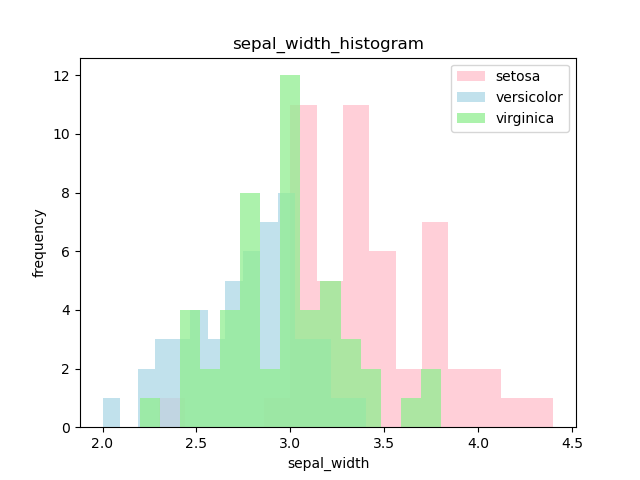 sepal_width_histogram
setosa
versicolor
virginica
frequency
12
10
8
6
4
2
0
2.0 2.5 3.0 3.5 4.0 4.5
sepal_width